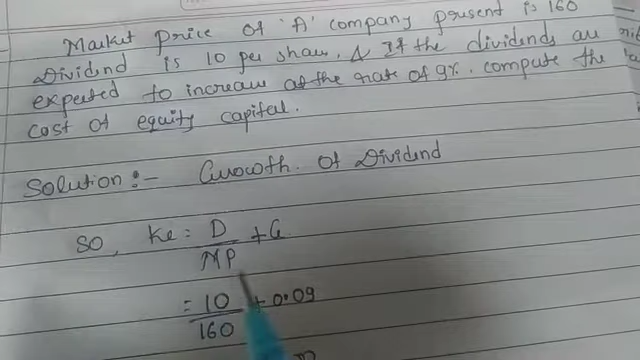 Market price of 'A' company present is 160
Dividend is 10 per share. & If the dividends are
expected to increase at the rate of 9%. compute the
cost of equity capital.
Solution :- Growth. Of Dividend
SO, Ke = D/MP + G
= 10/160 + 0.09